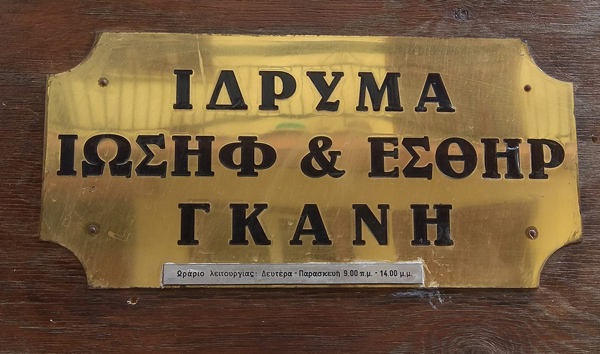 ΙΔΡΥΜΑ
ΙΩΣΗΦ & ΕΣΘΗΡ
ΓΚΑΝΗ
Ωράριο λειτουργίας: Δευτέρα - Παρασκευή 9.00 π.μ. - 14.00 μ.μ.